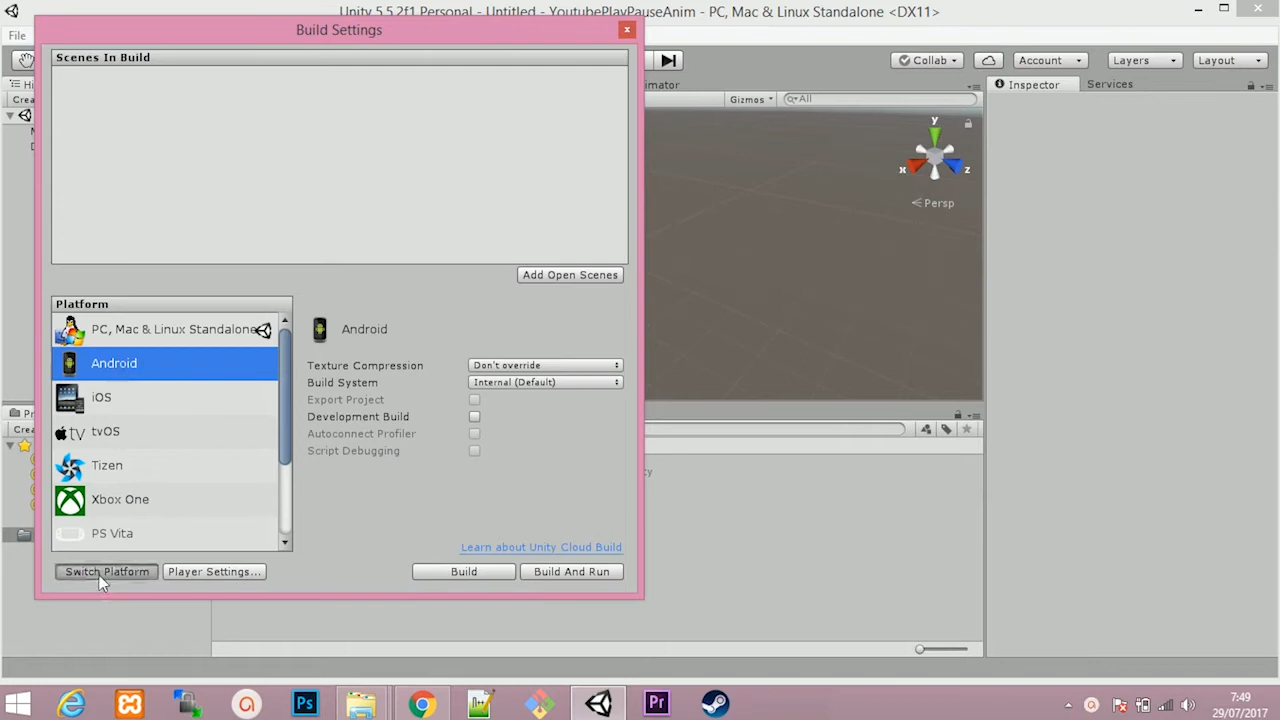 Unity 5.5.2f1 Personal - Untitled - YoutubePlayPauseAnim - PC, Mac & Linux Standalone <DX11>
Build Settings
File
Collab
Account
Layers
Layout
Scenes In Build
Inspector
Services
Gizmos
All
y
x
z
Persp
Add Open Scenes
Platform
PC, Mac & Linux Standalone
Android
iOS
tvOS
Tizen
Xbox One
PS Vita
Android
Texture Compression
Don't override
Build System
Internal (Default)
Export Project
Development Build
Autoconnect Profiler
Script Debugging
Learn about Unity Cloud Build
Switch Platform
Player Settings...
Build
Build And Run
Ps
Pr
7:49
29/07/2017